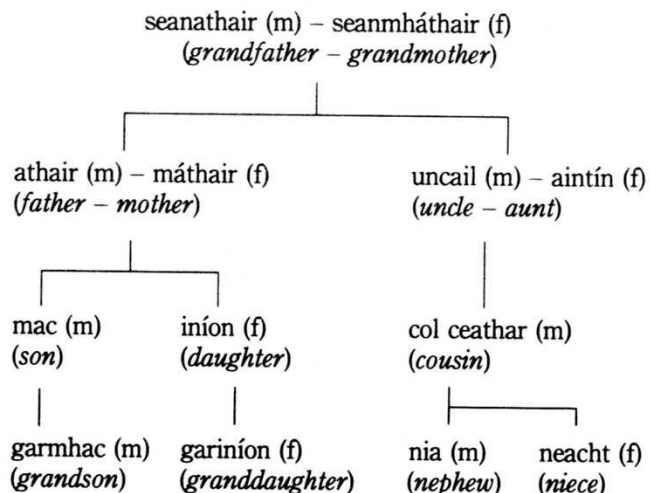 seanathair (m) – seanmháthair (f)
(grandfather – grandmother)
athair (m) – máthair (f)
(father – mother)
uncail (m) – aintín (f)
(uncle – aunt)
mac (m)
(son)
iníon (f)
(daughter)
col ceathar (m)
(cousin)
garmhac (m)
(grandson)
gariníon (f)
(granddaughter)
nia (m)
(nephew)
neacht (f)
(niece)